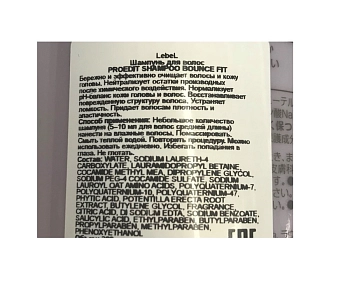 LebeL
Шампунь для волос
PROEDIT SHAMPOO BOUNCE FIT
Бережно и эффективно очищает волосы и кожу
головы. Нейтрализует остатки производных
после химического воздействия. Нормализует
pH-баланс кожи головы и волос. Восстанавливает
поврежденную структуру волоса. Устраняет
ломкость. Придает волосам плотность и
эластичность.
Способ применения: Небольшое количество
шампуня (5-10 мл для волос средней длины)
нанести на влажные волосы. Помассировать.
Смыть теплой водой. Повторить процедуру. Можно
использовать ежедневно. Избегать попадания в
глаза. Не глотать.
Состав: WATER, SODIUM LAURETH-4
CARBOXYLATE, LAURAMIDOPROPYL BETAINE,
COCAMIDE METHYL MEA, DIPROPYLENE GLYCOL,
SODIUM PEG-4 COCAMIDE SULFATE, SODIUM
LAUROYL OAT AMINO ACIDS, POLYQUATERNIUM-7,
POLYQUATERNIUM-10, POLYQUATERNIUM-47,
PHYTIC ACID, POTENTILLA ERECTA ROOT
EXTRACT, BUTYLENE GLYCOL, FRAGRANCE,
CITRIC ACID, DI SODIUM EDTA, SODIUM BENZOATE,
SALICYLIC ACID, ETHYLPARABEN, BUTYLPARABEN,
PROPYLPARABEN, METHYLPARABEN,
PHENOXYETHANOL